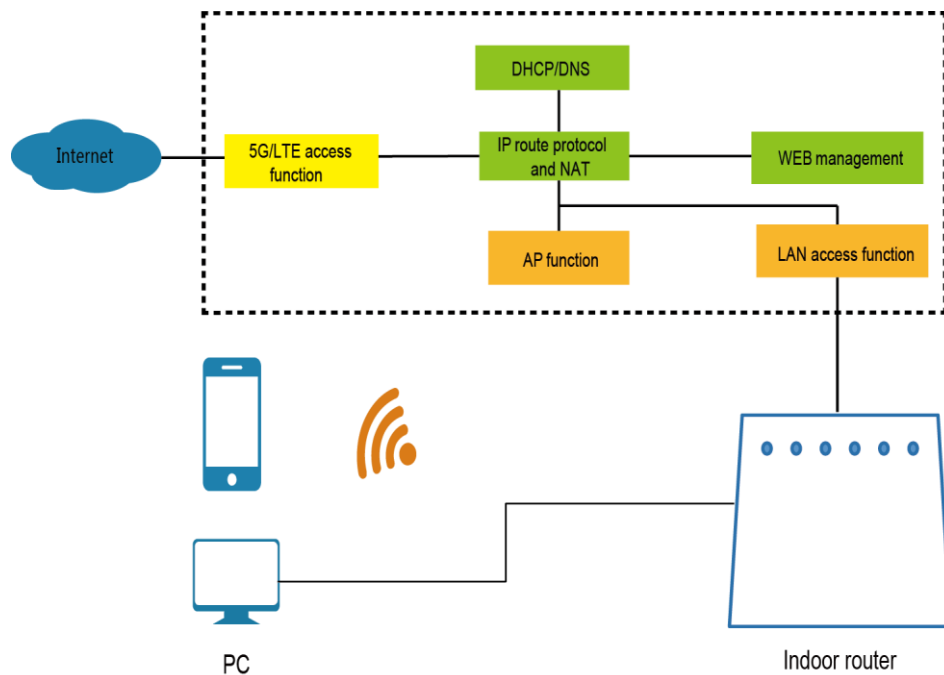 DHCP/DNS
Internet
5G/LTE access
function
IP route protocol
and NAT
WEB management
AP function
LAN access function
PC
Indoor router